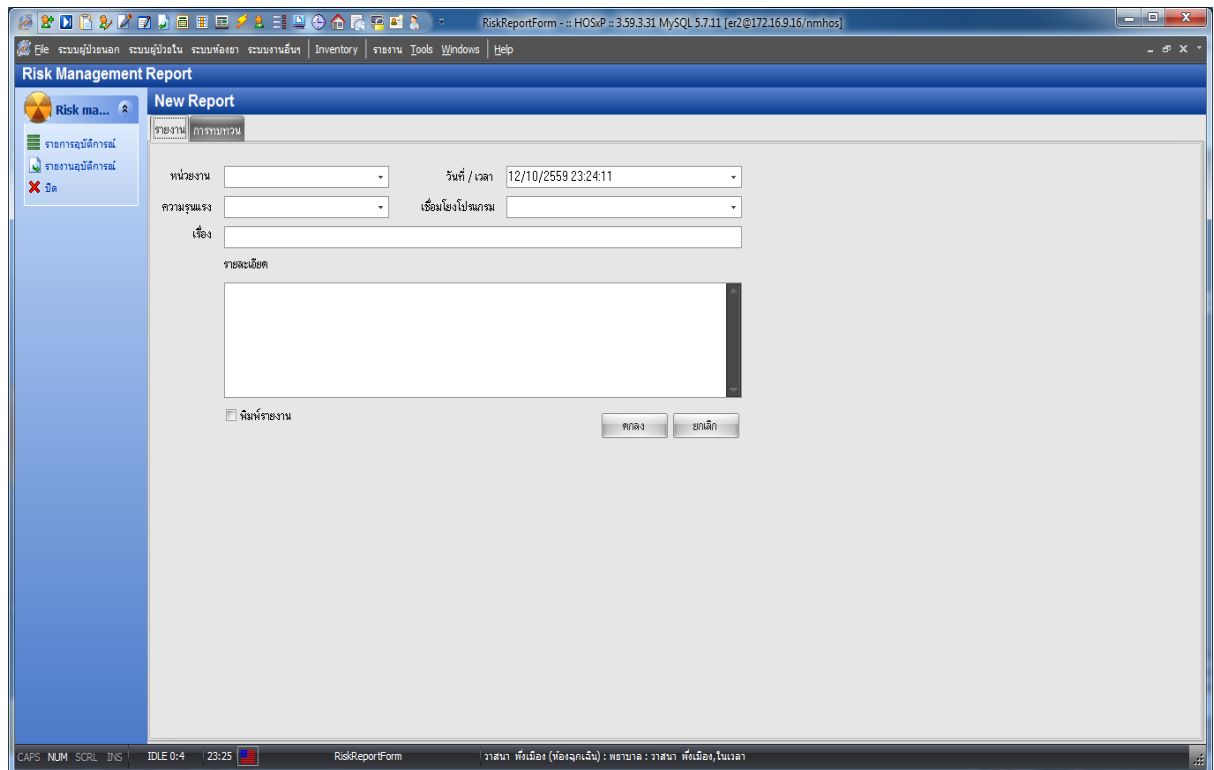 RiskReportForm - :: HOSxP :: 3.59.3.31 MySQL 5.7.11 [er2@172.16.9.16/nmhos]
File ระบบผู้ป่วยนอก ระบบผู้ป่วยใน ระบบห้องยา ระบบงานอื่นๆ Inventory รายงาน Tools Windows Help
Risk Management Report
Risk ma...
รายการอุบัติการณ์
รายงานอุบัติการณ์
ปิด
New Report
รายงาน การทบทวน
หน่วยงาน วันที่ / เวลา 12/10/2559 23:24:11
ความรุนแรง เชื่อมโยงโปรแกรม
เรื่อง
รายละเอียด
พิมพ์รายงาน
ตกลง ยกเลิก
CAPS NUM SCRL INS IDLE 0:4 23:25 RiskReportForm วาสนา พึ่งเมือง (ห้องฉุกเฉิน) : พยาบาล : วาสนา พึ่งเมือง,ในเวลา